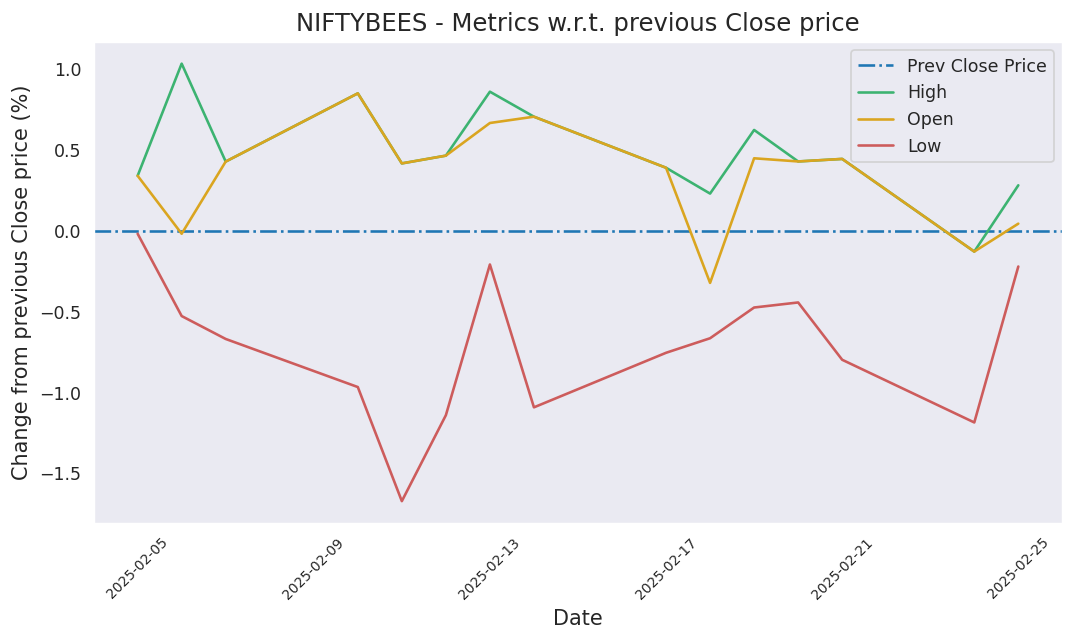 NIFTYBEES - Metrics w.r.t. previous Close price
Change from previous Close price (%)
1.0
0.5
0.0
−0.5
−1.0
−1.5
Prev Close Price
High
Open
Low
2025-02-05
2025-02-09
2025-02-13
2025-02-17
2025-02-21
2025-02-25
Date